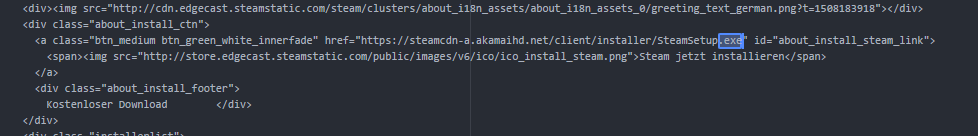 <div><img src="http://cdn.edgecast.steamstatic.com/steam/clusters/about_i18n_assets/about_i18n_assets_0/greeting_text_german.png?t=1508183918"></div>
<div class="about_install_ctn">
<a class="btn_medium btn_green_white_innerfade" href="https://steamcdn-a.akamaihd.net/client/installer/SteamSetup.exe" id="about_install_steam_link">
<span><img src="http://store.edgecast.steamstatic.com/public/images/v6/ico/ico_install_steam.png">Steam jetzt installieren</span>
</a>
<div class="about_install_footer">
Kostenloser Download </div>
</div>
<div class="installerlist">